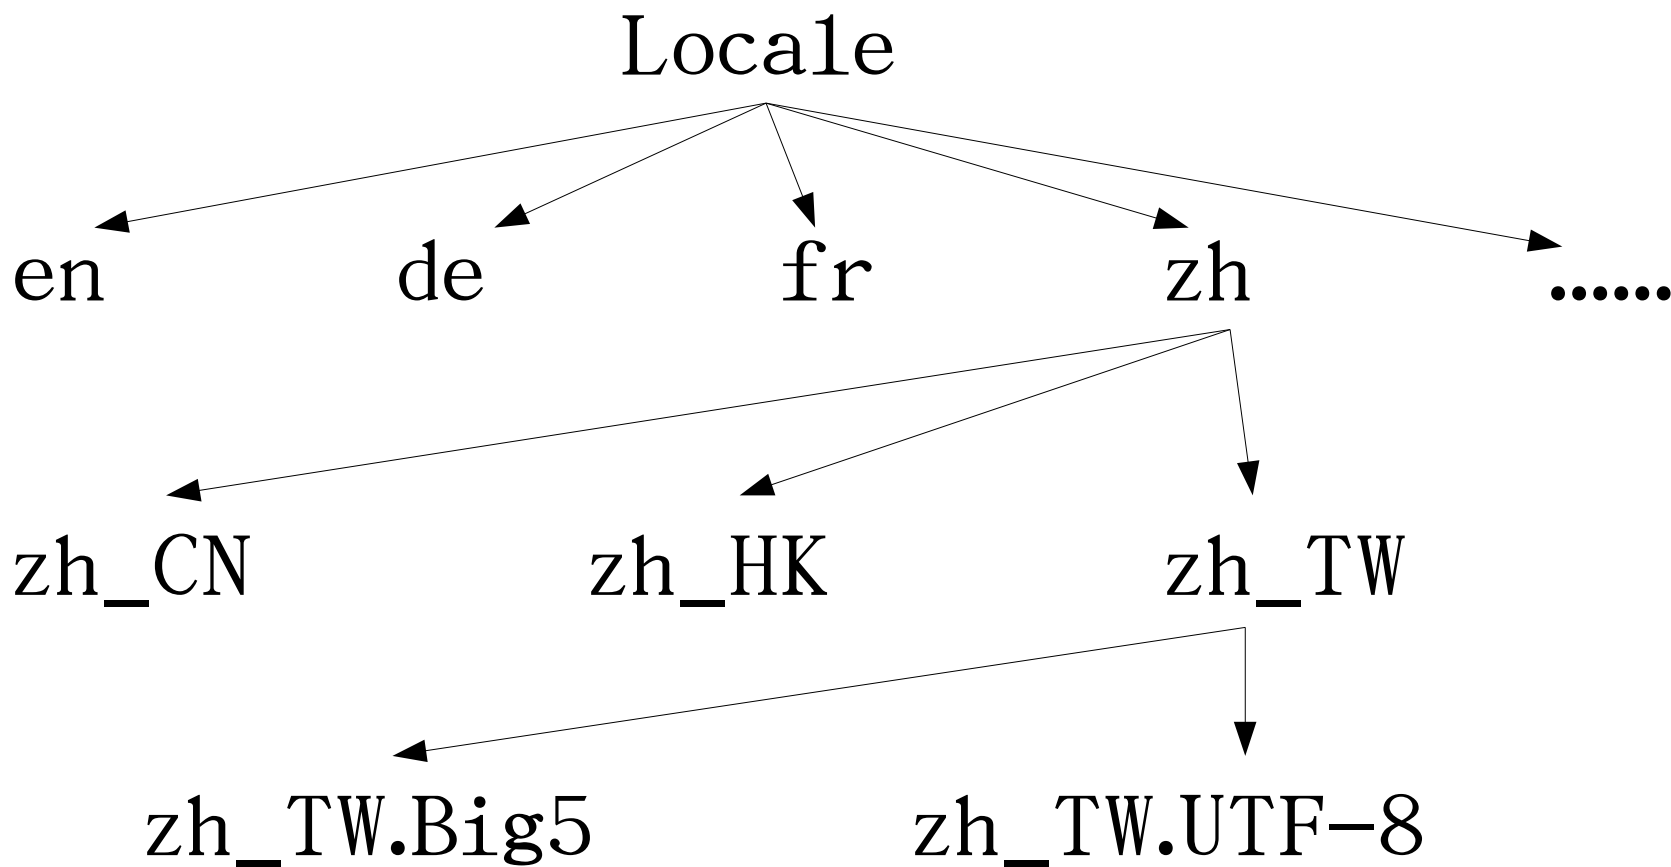 Locale
en de fr zh ......
zh_CN zh_HK zh_TW
zh_TW.Big5 zh_TW.UTF-8